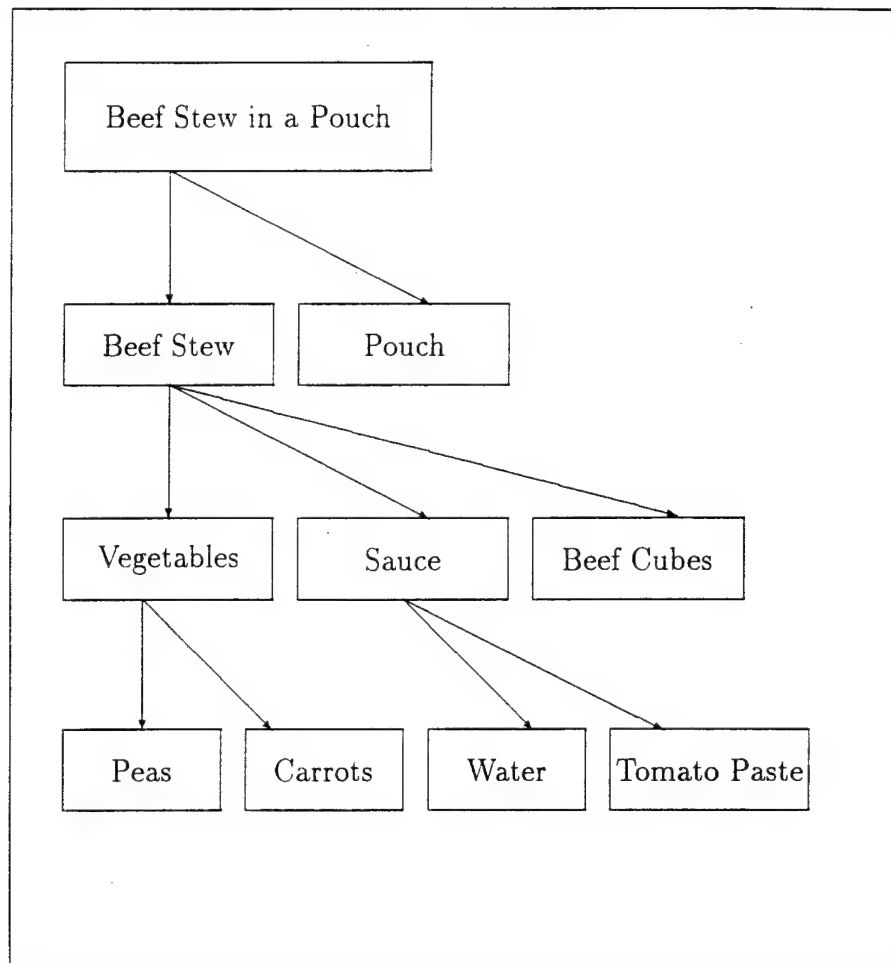 Beef Stew in a Pouch
Beef Stew
Pouch
Vegetables
Sauce
Beef Cubes
Peas
Carrots
Water
Tomato Paste